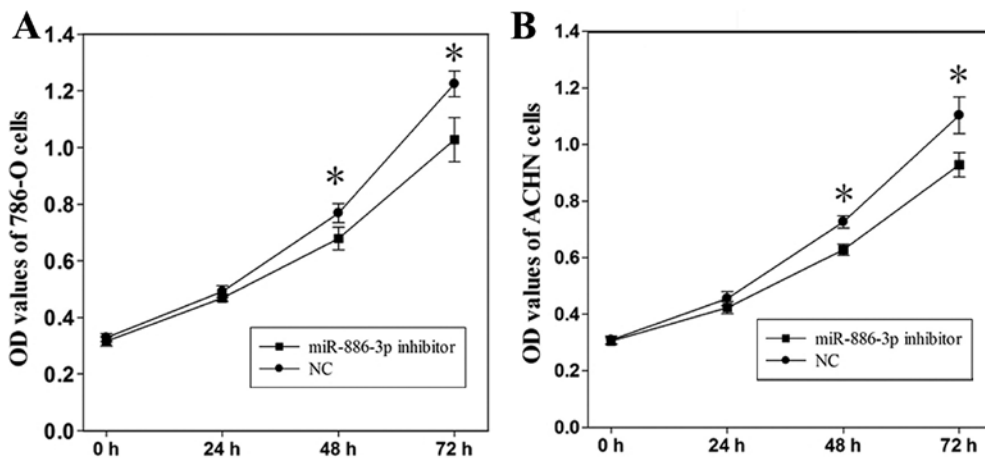 A
OD values of 786-O cells
1.4
1.2
1.0
0.8
0.6
0.4
0.2
0.0
*
*
miR-886-3p inhibitor
NC
0 h 24 h 48 h 72 h
B
OD values of ACHN cells
1.4
1.2
1.0
0.8
0.6
0.4
0.2
0.0
*
*
miR-886-3p inhibitor
NC
0 h 24 h 48 h 72 h